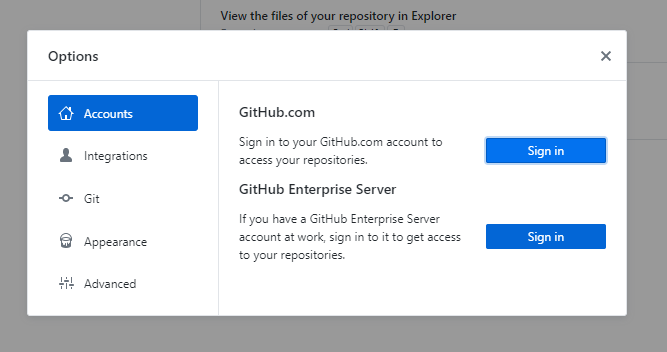 View the files of your repository in Explorer
Options
Accounts
Integrations
Git
Appearance
Advanced
GitHub.com
Sign in to your GitHub.com account to
access your repositories.
Sign in
GitHub Enterprise Server
If you have a GitHub Enterprise Server
account at work, sign in to it to get access
to your repositories.
Sign in